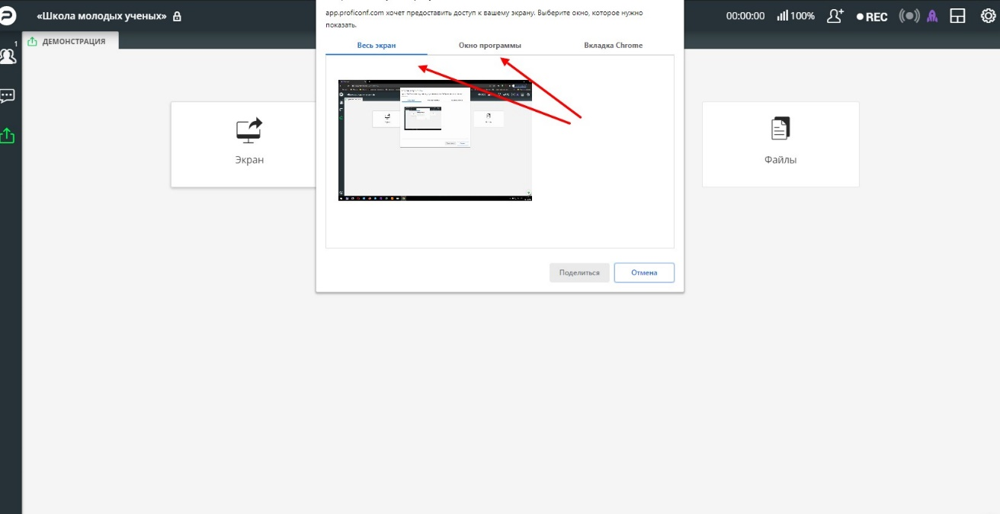 «Школа молодых ученых»
00:00:00
100%
REC
1
ДЕМОНСТРАЦИЯ
app.proficonf.com хочет предоставить доступ к вашему экрану. Выберите окно, которое нужно
показать.
Весь экран
Окно программы
Вкладка Chrome
Экран
Файлы
Поделиться
Отмена